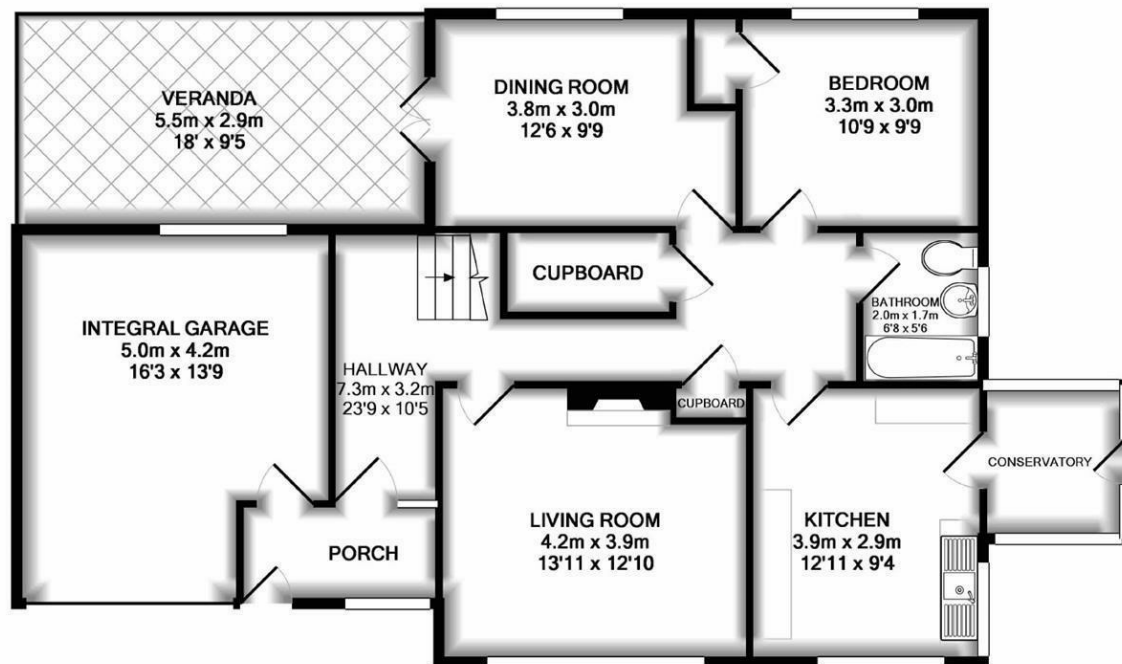 VERANDA
5.5m x 2.9m
18' x 9'5
DINING ROOM
3.8m x 3.0m
12'6 x 9'9
BEDROOM
3.3m x 3.0m
10'9 x 9'9
CUPBOARD
BATHROOM
2.0m x 1.7m
6'8 x 5'6
INTEGRAL GARAGE
5.0m x 4.2m
16'3 x 13'9
HALLWAY
7.3m x 3.2m
23'9 x 10'5
CUPBOARD
CONSERVATORY
PORCH
LIVING ROOM
4.2m x 3.9m
13'11 x 12'10
KITCHEN
3.9m x 2.9m
12'11 x 9'4